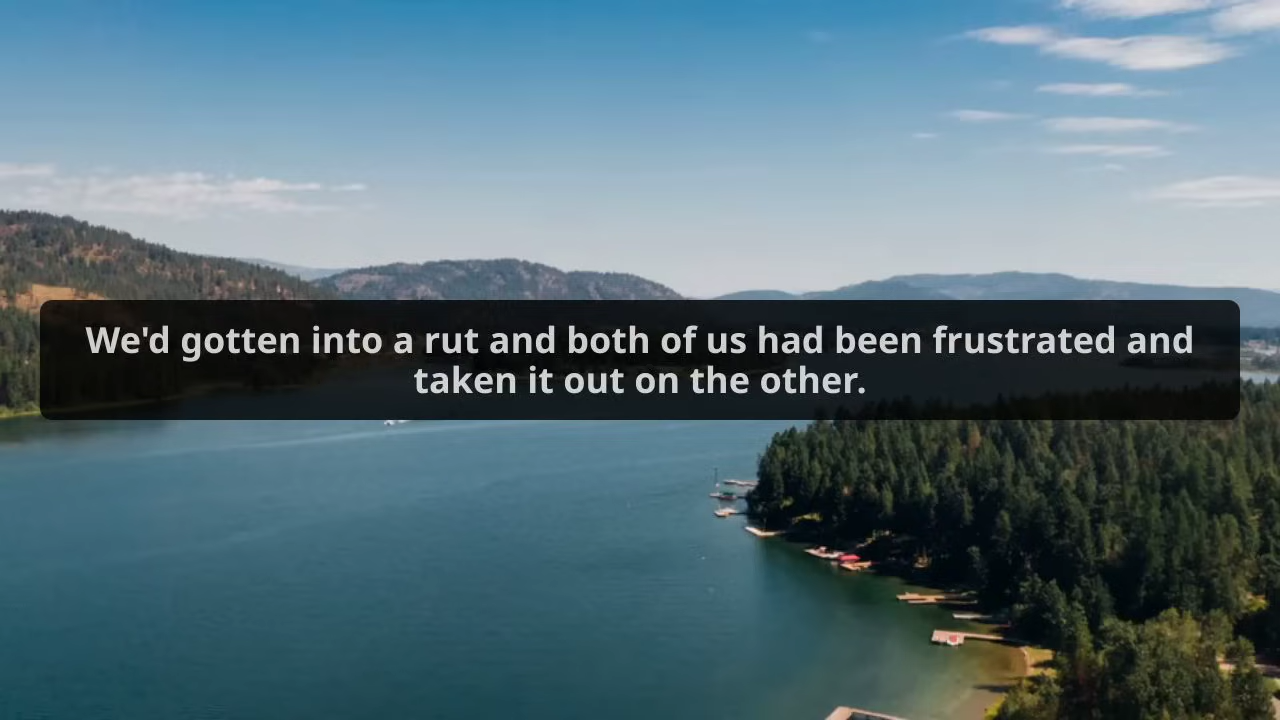 We'd gotten into a rut and both of us had been frustrated and
taken it out on the other.